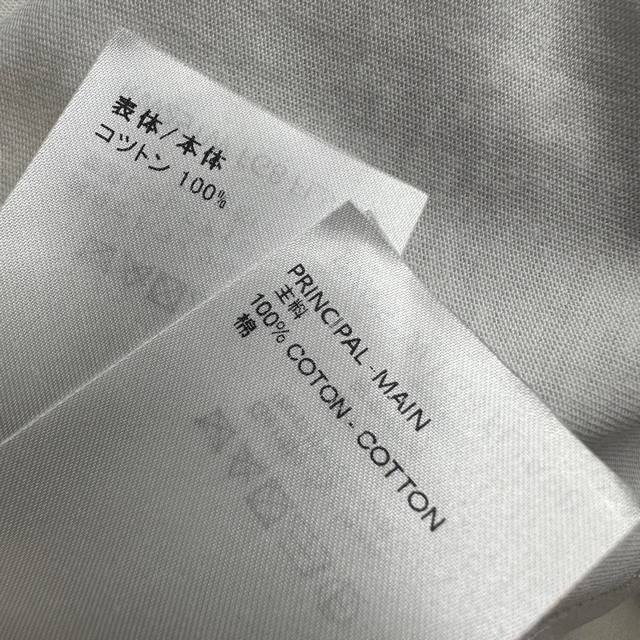 表体/本体
コットン 100%
PRINCIPAL - MAIN
主料
100% COTON - COTTON
棉